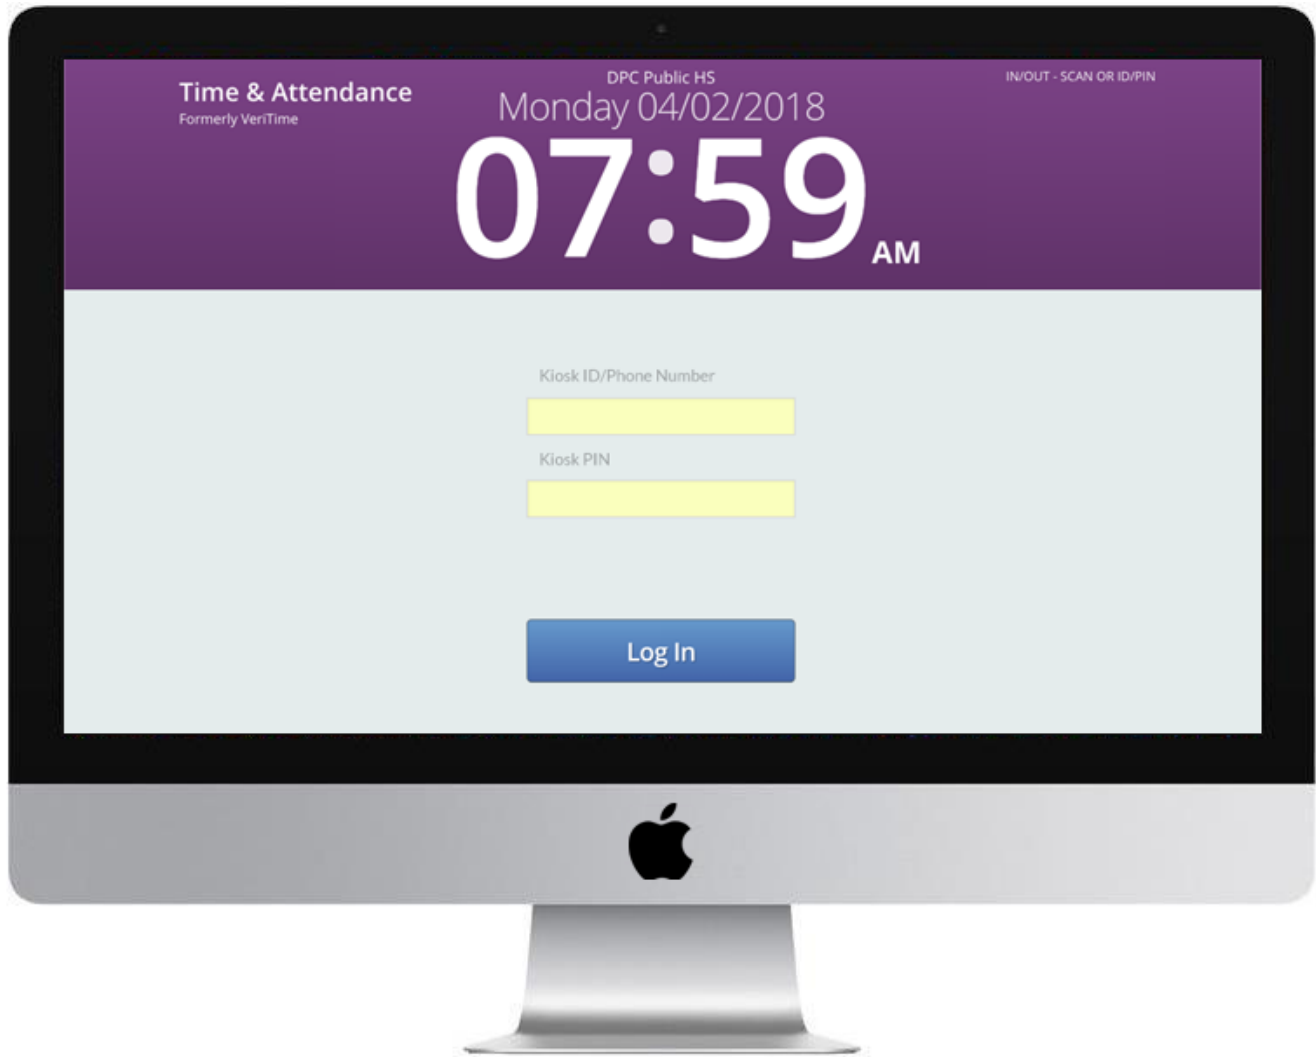 Time & Attendance
Formerly VeriTime
DPC Public HS
Monday 04/02/2018
07:59 AM
IN/OUT - SCAN OR ID/PIN
Kiosk ID/Phone Number
Kiosk PIN
Log In